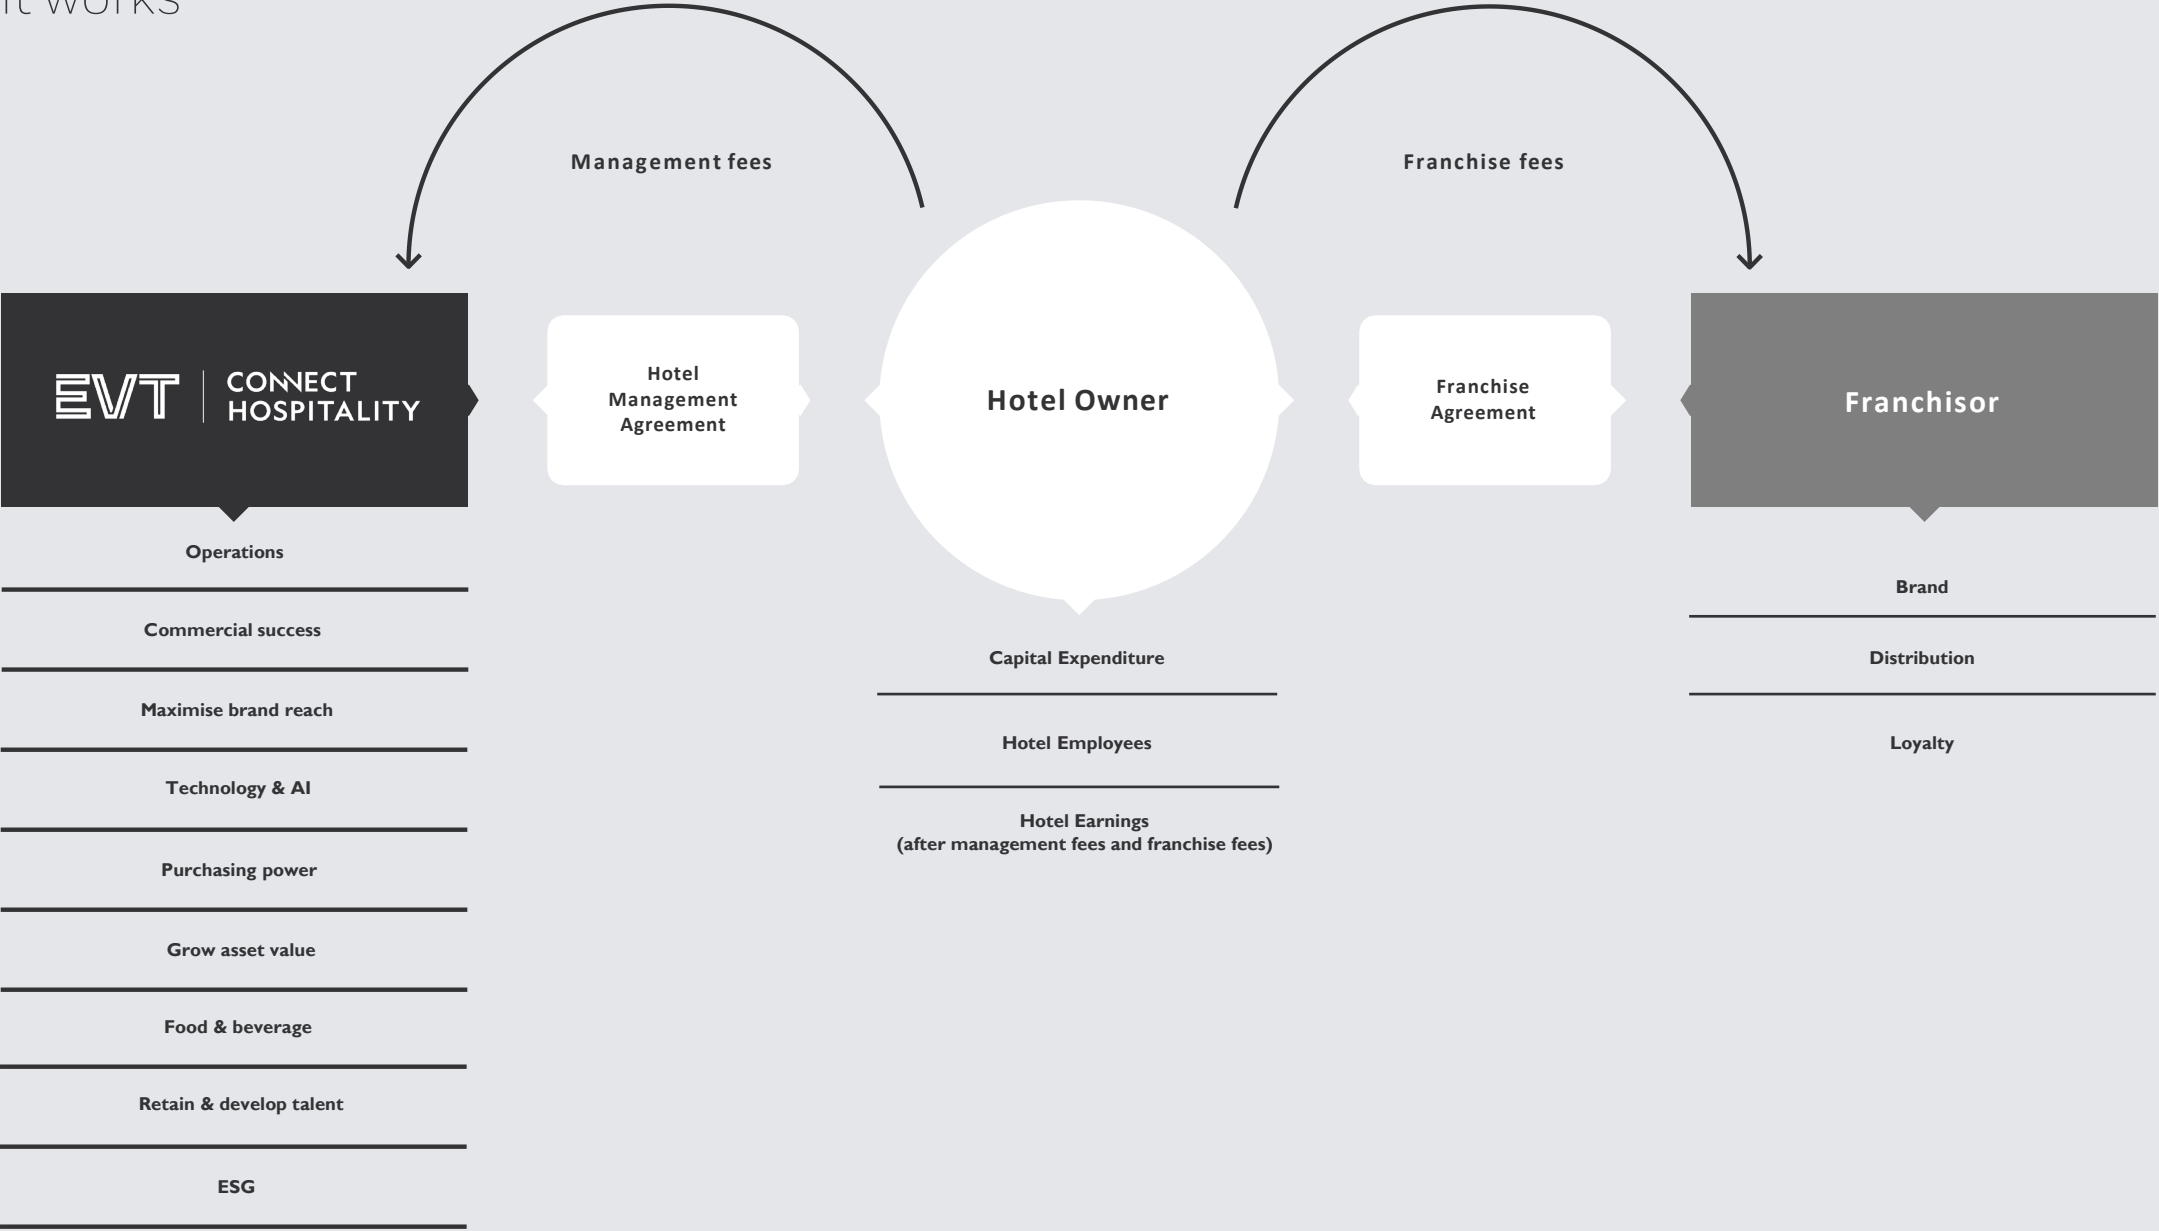 it works
Management fees
Franchise fees
EVT
CONNECT
HOSPITALITY
Hotel
Management
Agreement
Hotel Owner
Franchise
Agreement
Franchisor
Operations
Commercial success
Maximise brand reach
Technology & AI
Purchasing power
Grow asset value
Food & beverage
Retain & develop talent
ESG
Capital Expenditure
Hotel Employees
Hotel Earnings
(after management fees and franchise fees)
Brand
Distribution
Loyalty